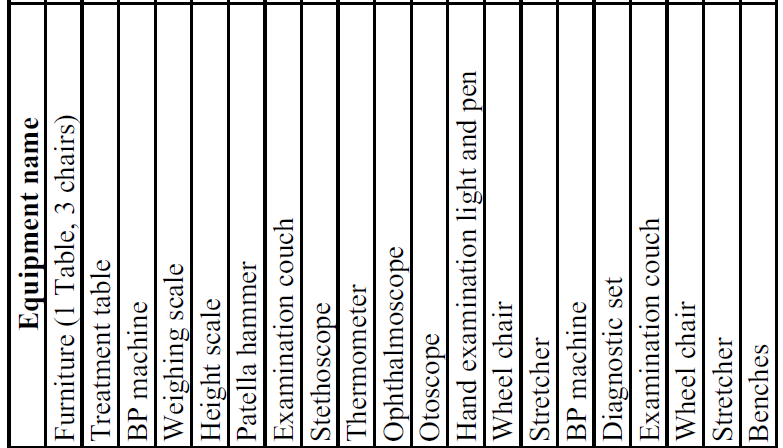 Equipment name
Furniture (1 Table, 3 chairs)
Treatment table
BP machine
Weighing scale
Height scale
Patella hammer
Examination couch
Stethoscope
Thermometer
Ophthalmoscope
Otoscope
Hand examination light and pen
Wheel chair
Stretcher
BP machine
Diagnostic set
Examination couch
Wheel chair
Stretcher
Benches